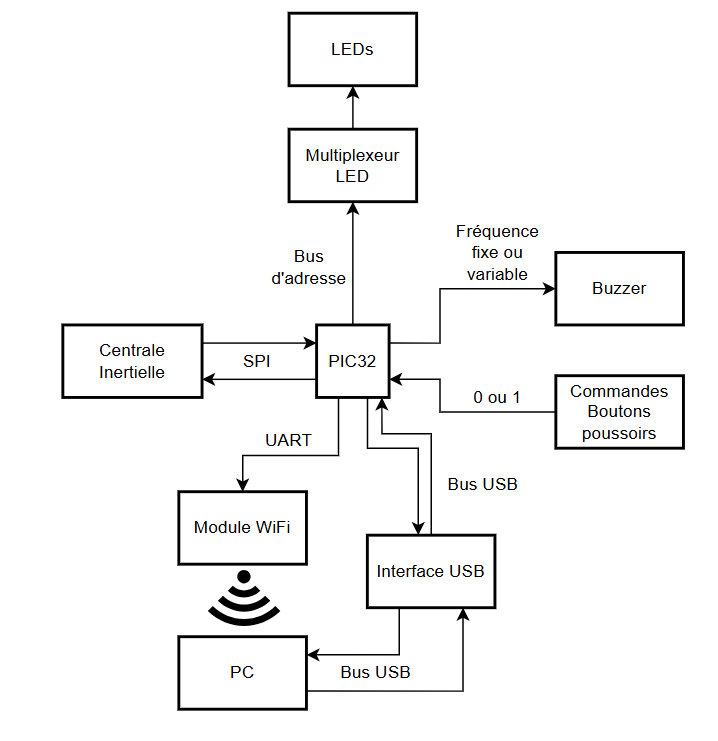 LEDs
Multiplexeur
LED
Bus
d'adresse
Fréquence
fixe ou
variable
Buzzer
Centrale
Inertielle
SPI
PIC32
0 ou 1
Commandes
Boutons
poussoirs
UART
Bus USB
Module WiFi
Interface USB
PC
Bus USB